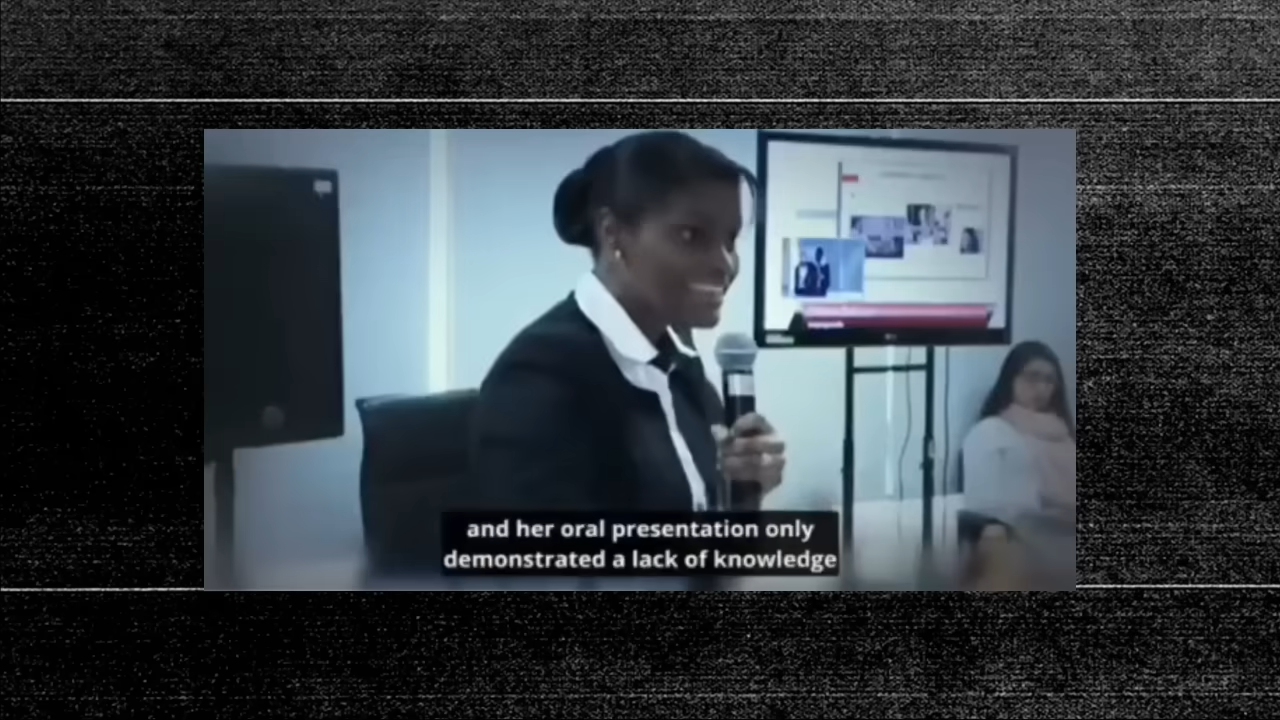 and her oral presentation only
demonstrated a lack of knowledge